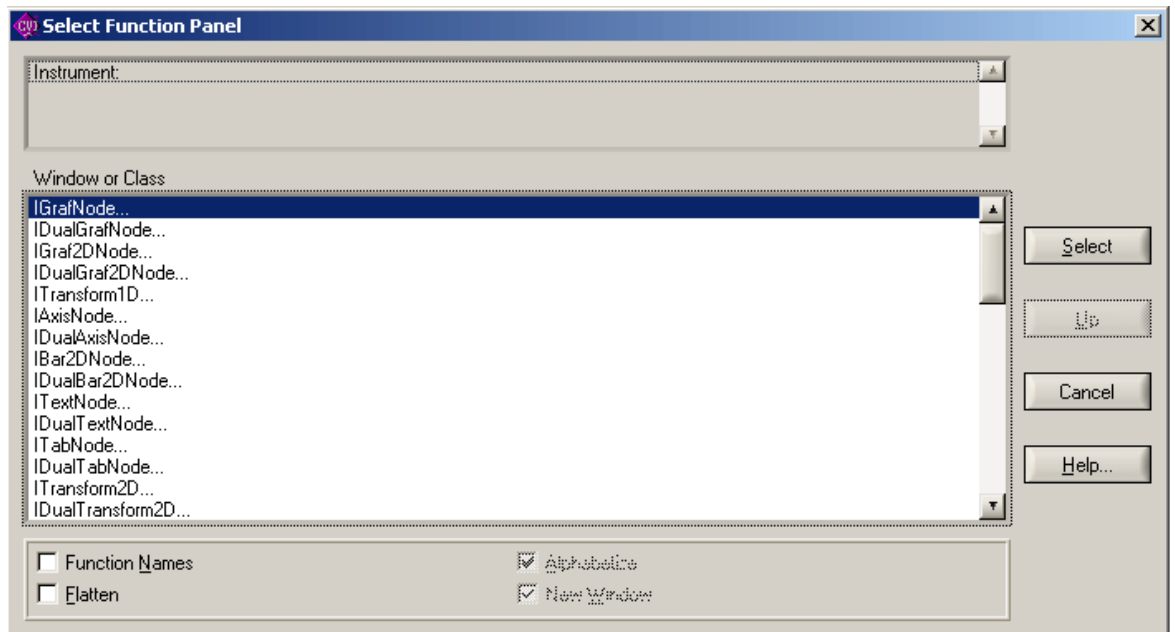 CVI Select Function Panel
Instrument:
Window or Class
IGrafNode...
IDualGrafNode...
IGraf2DNode...
IDualGraf2DNode...
ITransform1D...
IAxisNode...
IDualAxisNode...
IBar2DNode...
IDualBar2DNode...
ITextNode...
IDualTextNode...
ITabNode...
IDualTabNode...
ITransform2D...
IDualTransform2D...
Select
Up
Cancel
Help...
Function Names
Alphabetize
Flatten
New Window